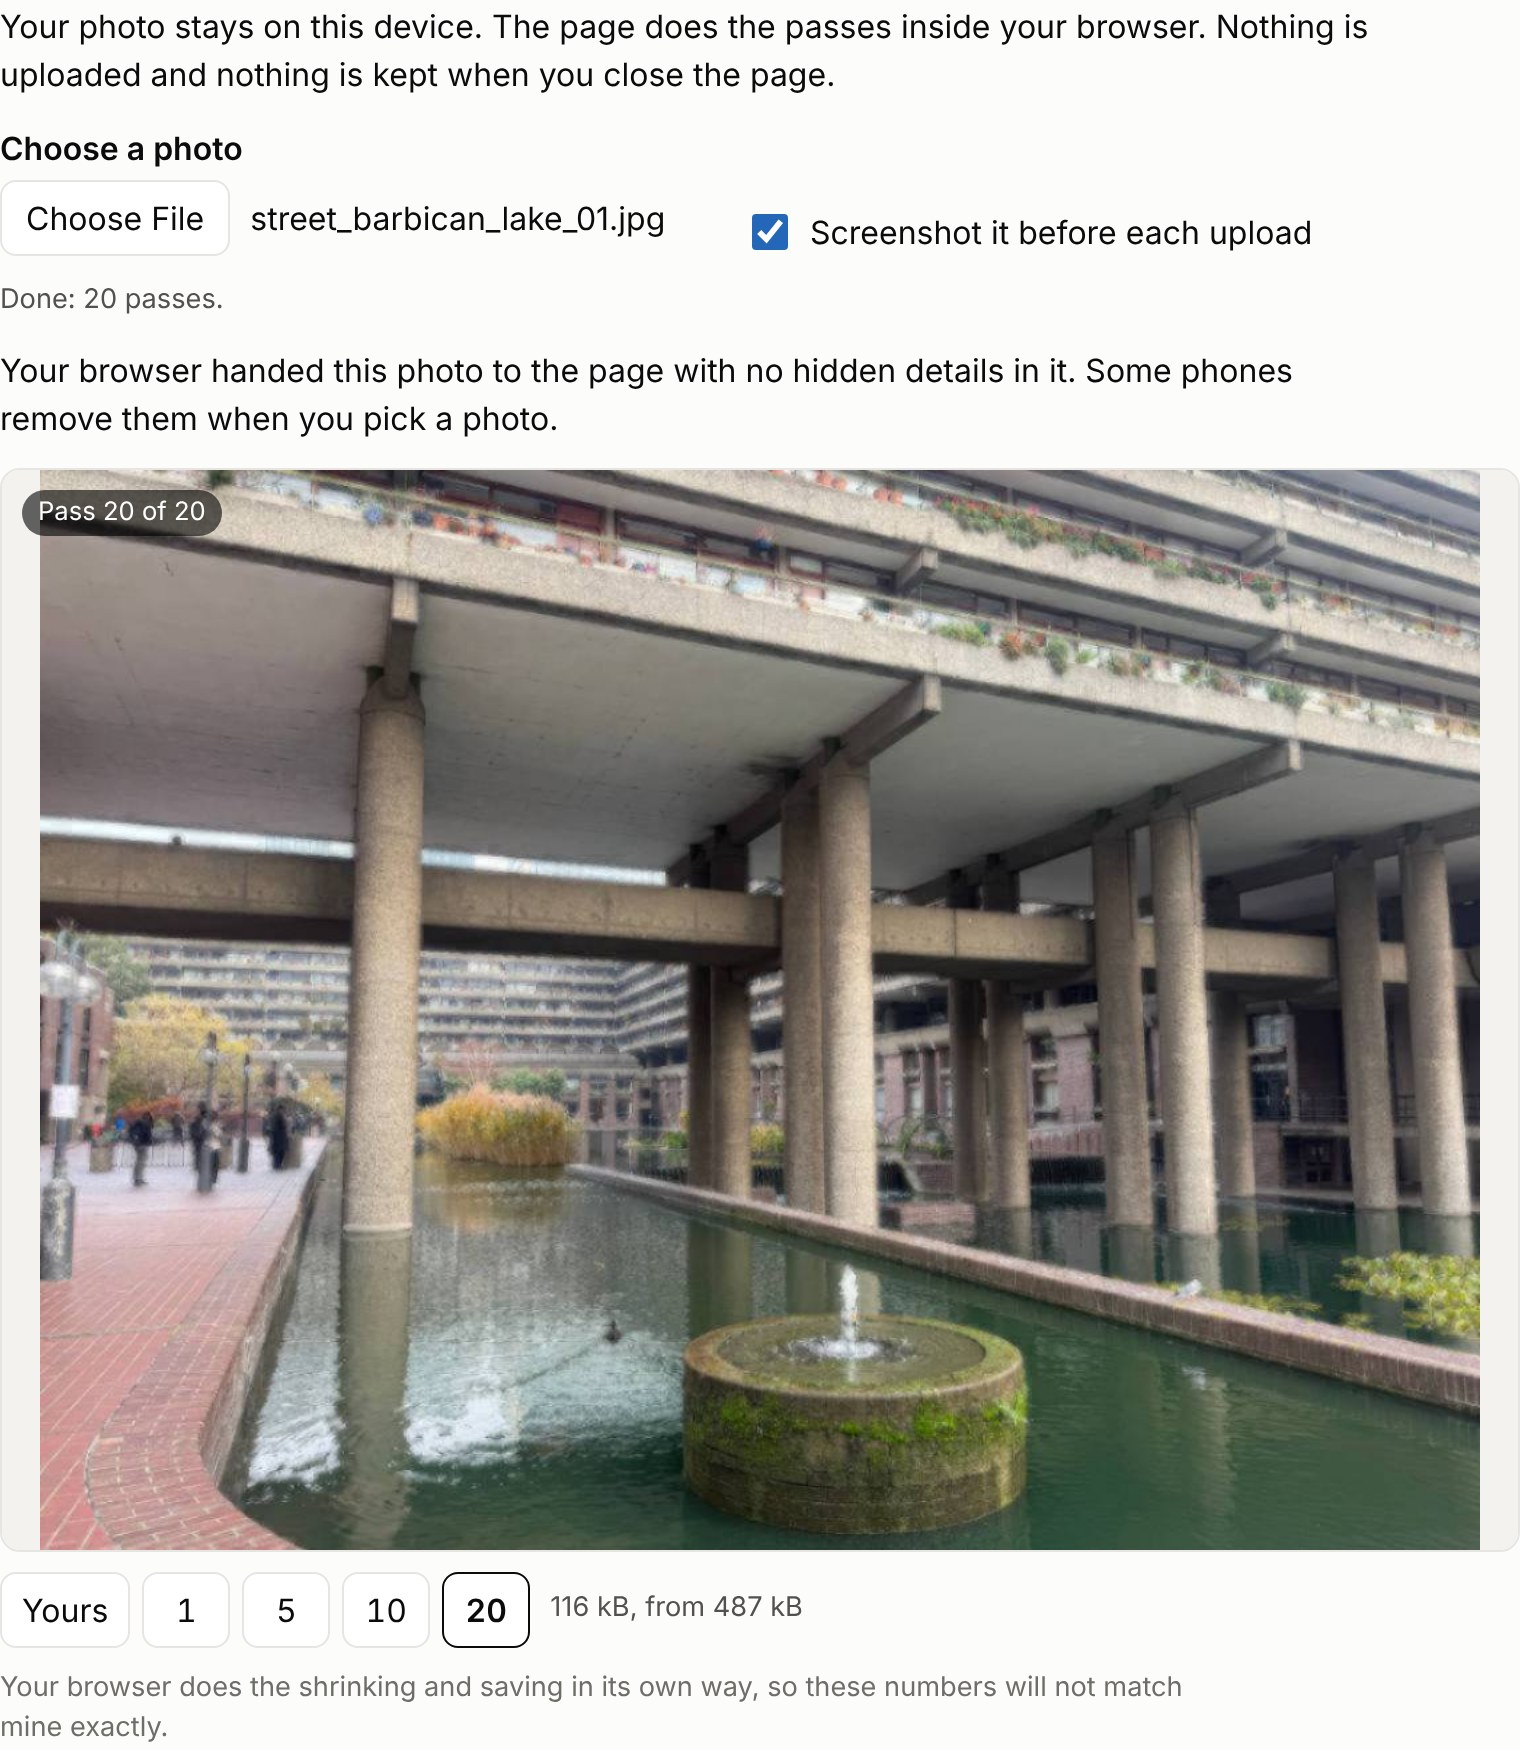 Your photo stays on this device. The page does the passes inside your browser. Nothing is
uploaded and nothing is kept when you close the page.
Choose a photo
Choose File
street_barbican_lake_01.jpg
Screenshot it before each upload
Done: 20 passes.
Your browser handed this photo to the page with no hidden details in it. Some phones
remove them when you pick a photo.
Pass 20 of 20
Yours
1
5
10
20
116 kB, from 487 kB
Your browser does the shrinking and saving in its own way, so these numbers will not match
mine exactly.